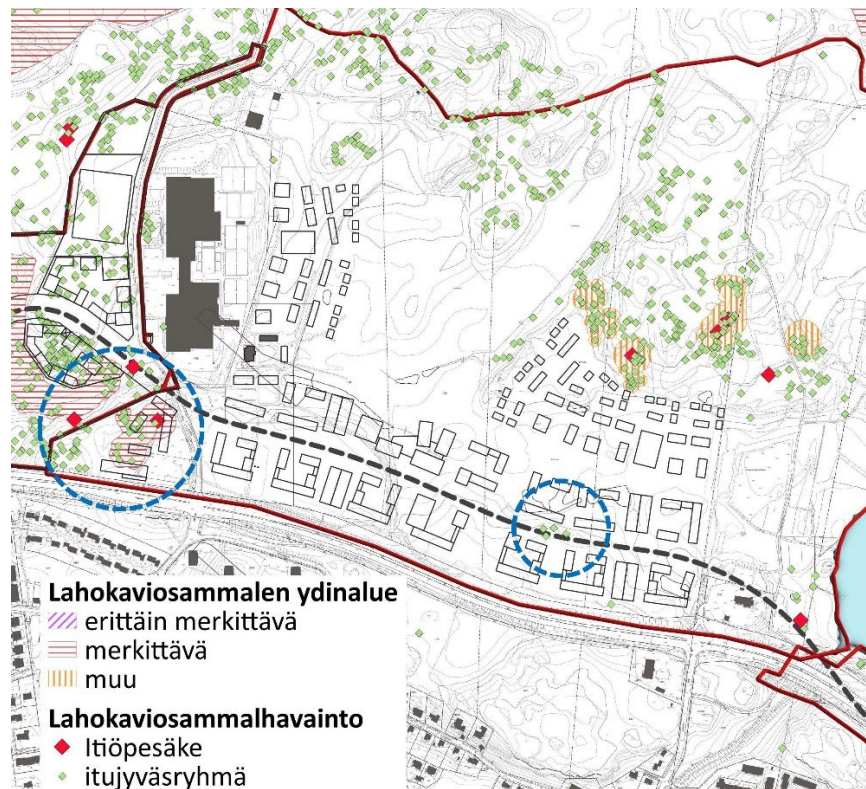 Lahokaviosammalen ydinalue
erittäin merkittävä
merkittävä
muu
Lahokaviosammalhavainto
Itiöpesäke
itujyväsryhmä